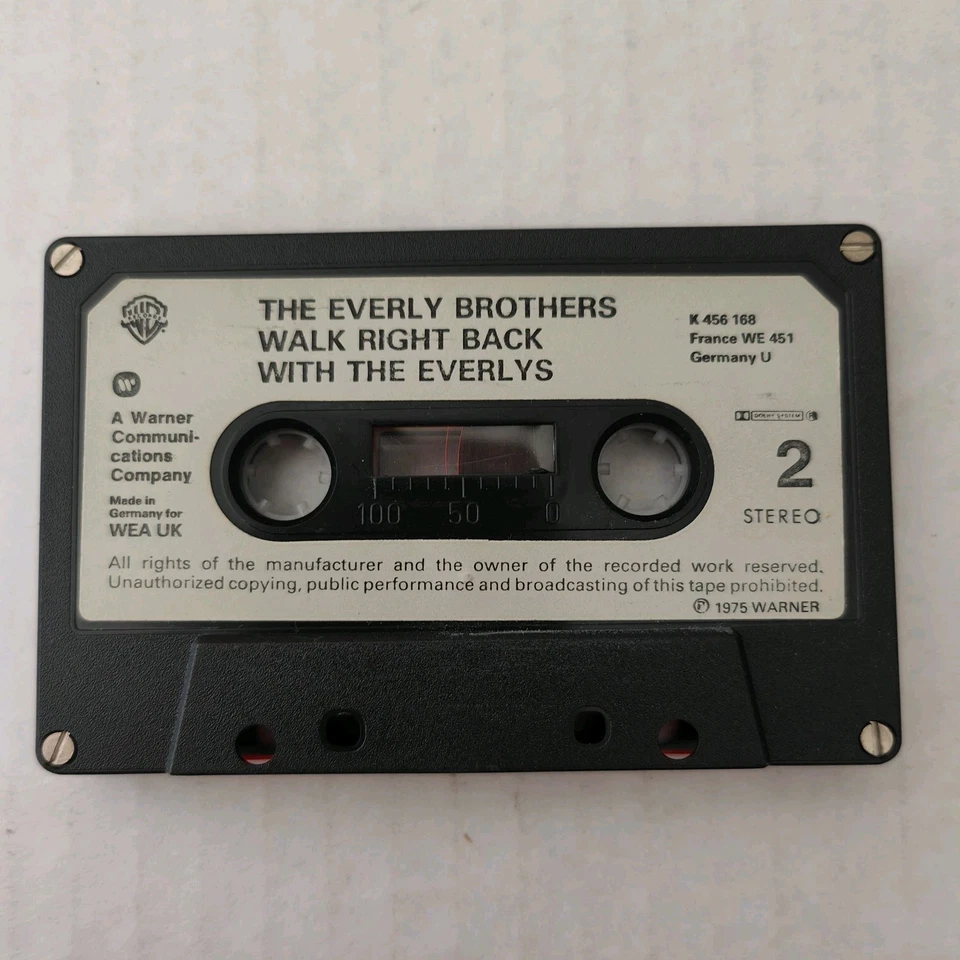 THE EVERLY BROTHERS
WALK RIGHT BACK
WITH THE EVERLYS
K 456 168
France WE 451
Germany U
A Warner
Communi-
cations
Company
Made in
Germany for
WEA UK
DOLBY SYSTEM
2
STEREO
100 50 0
All rights of the manufacturer and the owner of the recorded work reserved.
Unauthorized copying, public performance and broadcasting of this tape prohibited.
℗ 1975 WARNER